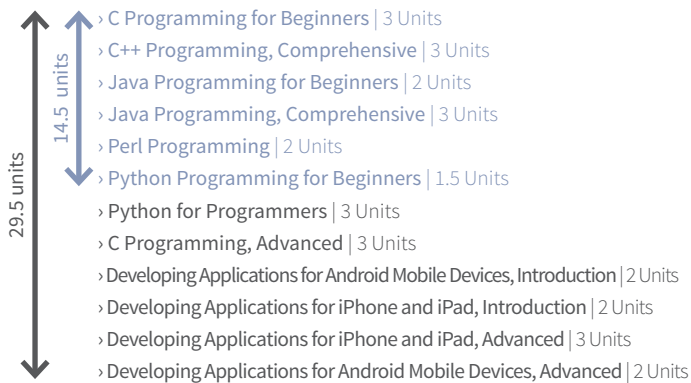 › C Programming for Beginners | 3 Units
› C++ Programming, Comprehensive | 3 Units
› Java Programming for Beginners | 2 Units
› Java Programming, Comprehensive | 3 Units
› Perl Programming | 2 Units
› Python Programming for Beginners | 1.5 Units
› Python for Programmers | 3 Units
› C Programming, Advanced | 3 Units
› Developing Applications for Android Mobile Devices, Introduction | 2 Units
› Developing Applications for iPhone and iPad, Introduction | 2 Units
› Developing Applications for iPhone and iPad, Advanced | 3 Units
› Developing Applications for Android Mobile Devices, Advanced | 2 Units
14.5 units
29.5 units